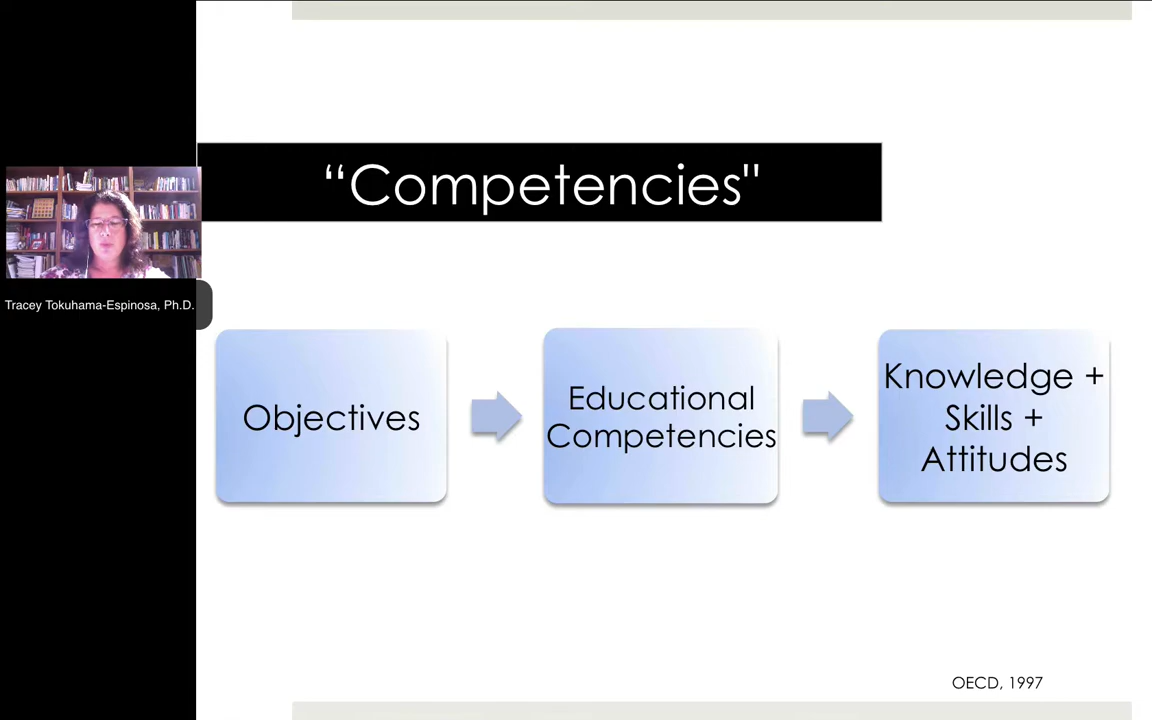 “Competencies"
Tracey Tokuhama-Espinosa, Ph.D.
Objectives
Educational
Competencies
Knowledge +
Skills +
Attitudes
OECD, 1997